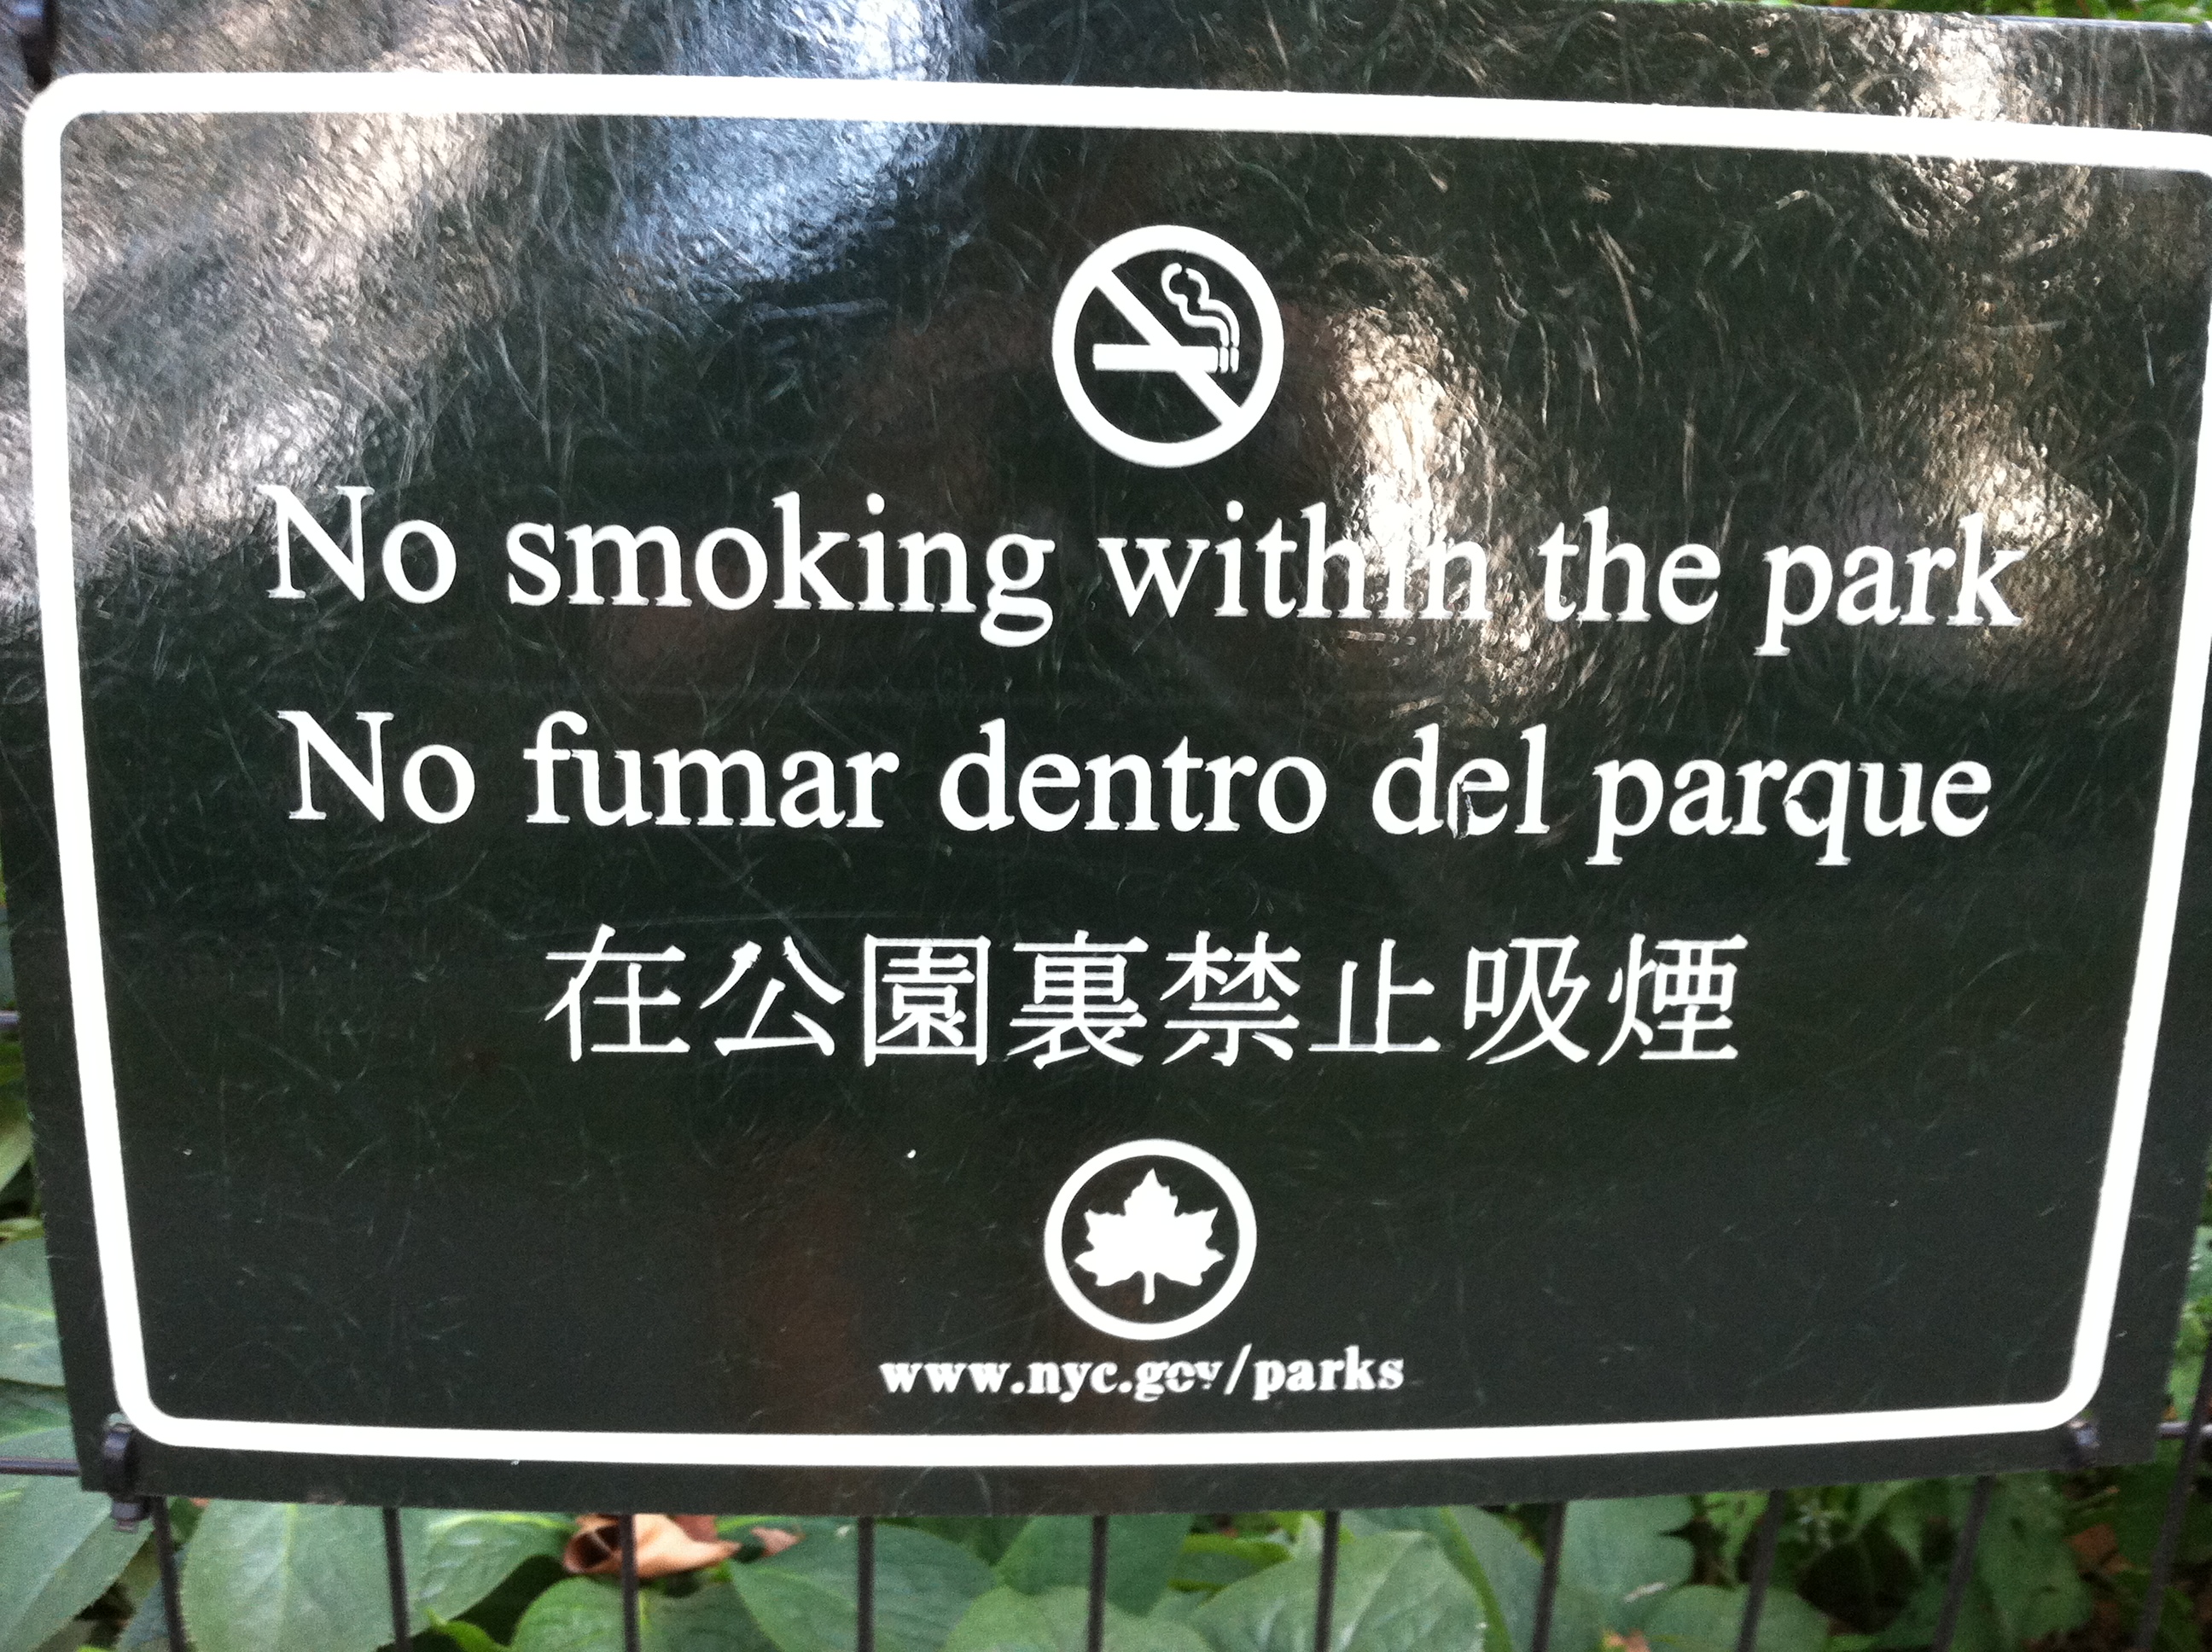 No smoking within the park
No fumar dentro del parque
在公園裏禁止吸煙
www.nyc.gov/parks